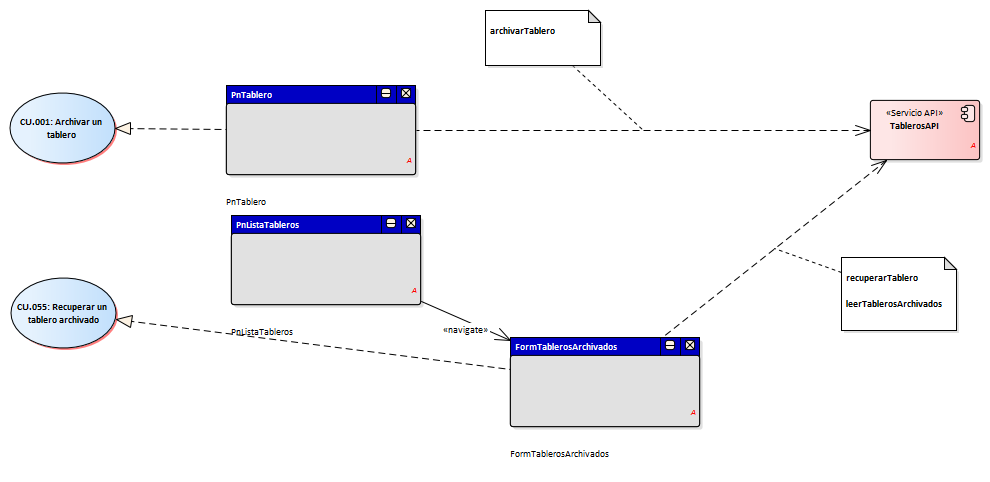 archivarTablero
PnTablero
A
PnTablero
CU.001: Archivar un
tablero
«Servicio API»
TablerosAPI
A
PnListaTableros
A
PnListaTableros
CU.055: Recuperar un
tablero archivado
«navigate»
recuperarTablero
leerTablerosArchivados
FormTablerosArchivados
A
FormTablerosArchivados